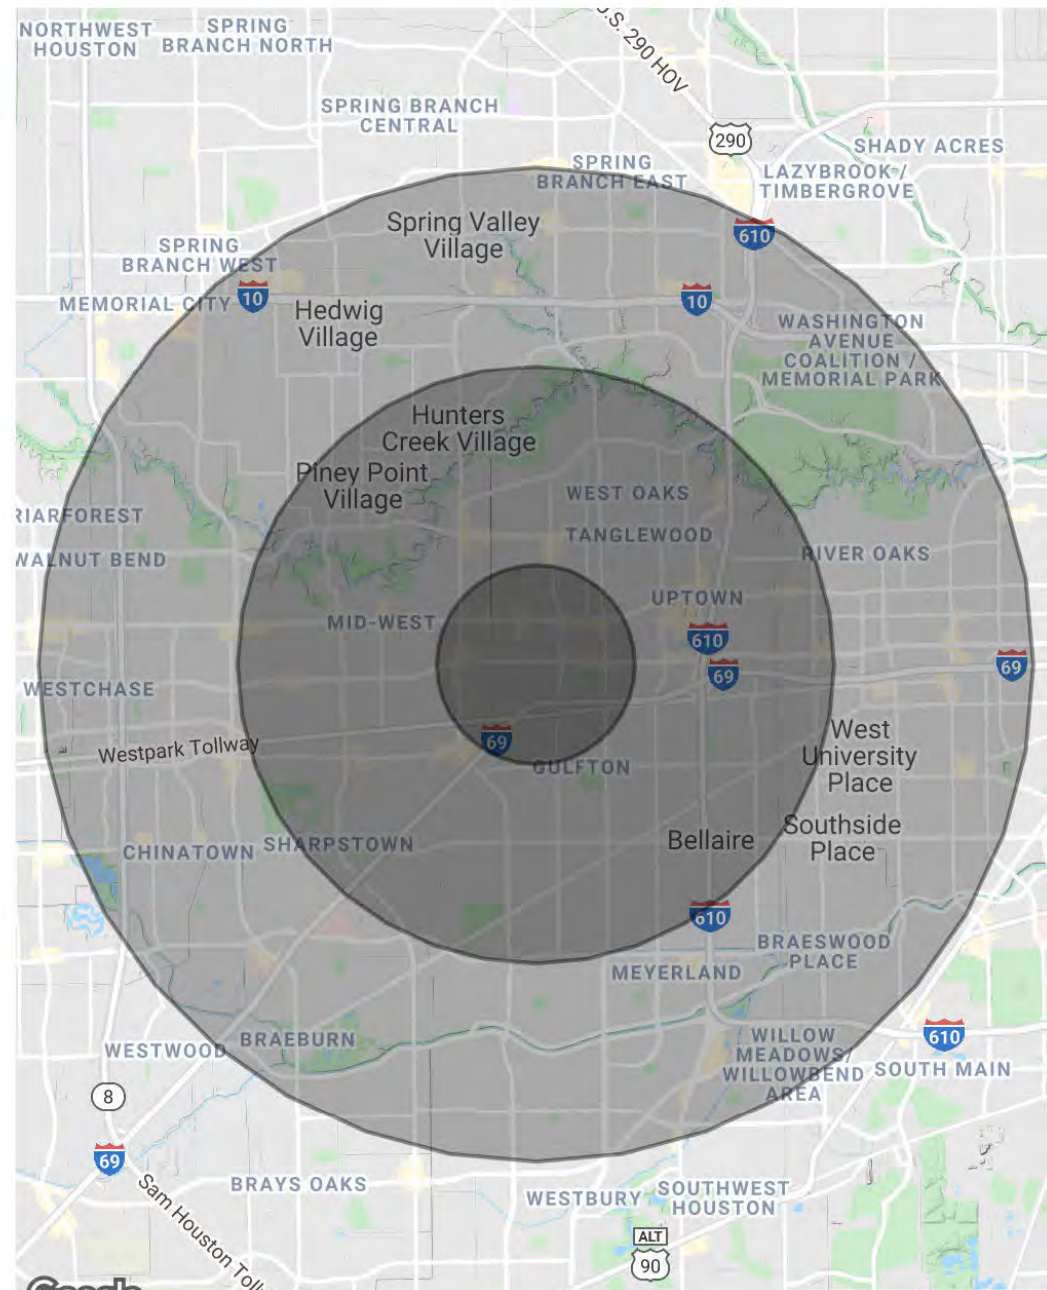 NORTHWEST
HOUSTON
SPRING
BRANCH NORTH
U.S. 290 HOV
SPRING BRANCH
CENTRAL
290
SHADY ACRES
SPRING
BRANCH EAST
LAZYBROOK /
TIMBERGROVE
Spring Valley
Village
610
SPRING
BRANCH WEST
MEMORIAL CITY
10
Hedwig
Village
10
WASHINGTON
AVENUE
COALITION /
MEMORIAL PARK
Hunters
Creek Village
Piney Point
Village
WEST OAKS
RIARFOREST
TANGLEWOOD
WALNUT BEND
RIVER OAKS
UPTOWN
MID-WEST
610
69
69
WESTCHASE
Westpark Tollway
69
West
University
Place
GULFTON
Bellaire
Southside
Place
CHINATOWN
SHARPSTOWN
610
BRAESWOOD
PLACE
MEYERLAND
BRAEBURN
WESTWOOD
WILLOW
MEADOWS/
WILLOWBEND
AREA
610
SOUTH MAIN
8
69
BRAYS OAKS
Sam Houston Toll
WESTBURY
SOUTHWEST
HOUSTON
ALT
90
Google